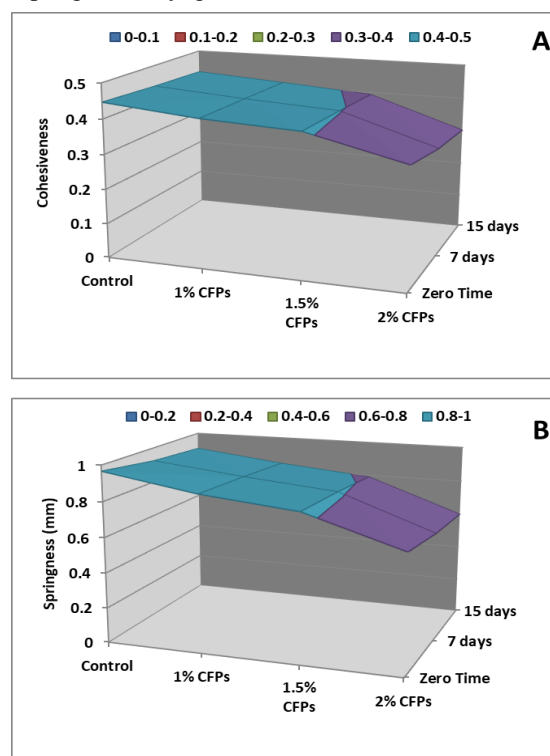 0-0.1 0.1-0.2 0.2-0.3 0.3-0.4 0.4-0.5
A
0.5
0.4
0.3
0.2
0.1
0
Cohesiveness
Control
1% CFPs
1.5%
CFPs
2% CFPs
15 days
7 days
Zero Time
0-0.2 0.2-0.4 0.4-0.6 0.6-0.8 0.8-1
B
1
0.8
0.6
0.4
0.2
0
Springness (mm)
Control
1% CFPs
1.5%
CFPs
2% CFPs
15 days
7 days
Zero Time